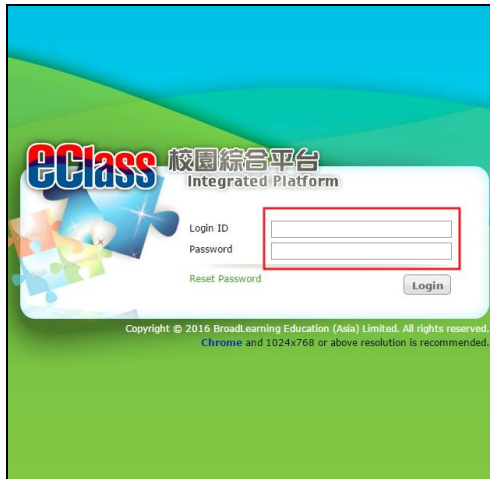 eClass 校園綜合平台
Integrated Platform
Login ID
Password
Reset Password
Login
Copyright © 2016 BroadLearning Education (Asia) Limited. All rights reserved.
Chrome and 1024x768 or above resolution is recommended.